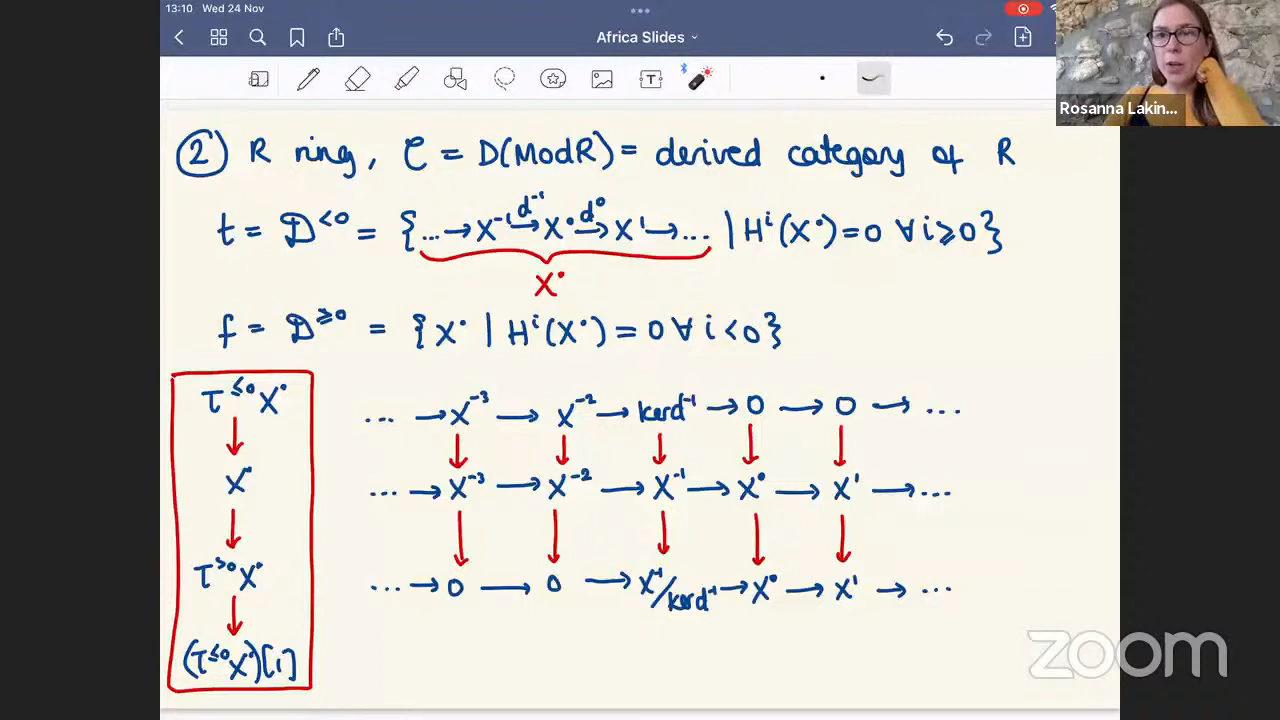 13:10 Wed 24 Nov
Africa Slides
Rosanna Lakin...
② R ring, C = D(ModR) = derived category of R
t = D^{<0} = {... → X^{-1} →^{d^{-1}} X^0 →^{d^0} X^1 → ... | H^i(X^•) = 0 ∀ i ≥ 0}
X^•
f = D^{≥0} = {X^• | H^i(X^•) = 0 ∀ i < 0}
τ^{≤0}X^•
... → X^{-3} → X^{-2} → ker d^{-1} → 0 → 0 → ...
X^•
... → X^{-3} → X^{-2} → X^{-1} → X^0 → X^1 → ...
τ^{>0}X^•
... → 0 → 0 → X^{-1}/ker d^{-1} → X^0 → X^1 → ...
(τ^{≤0}X^•)[1]
zoom